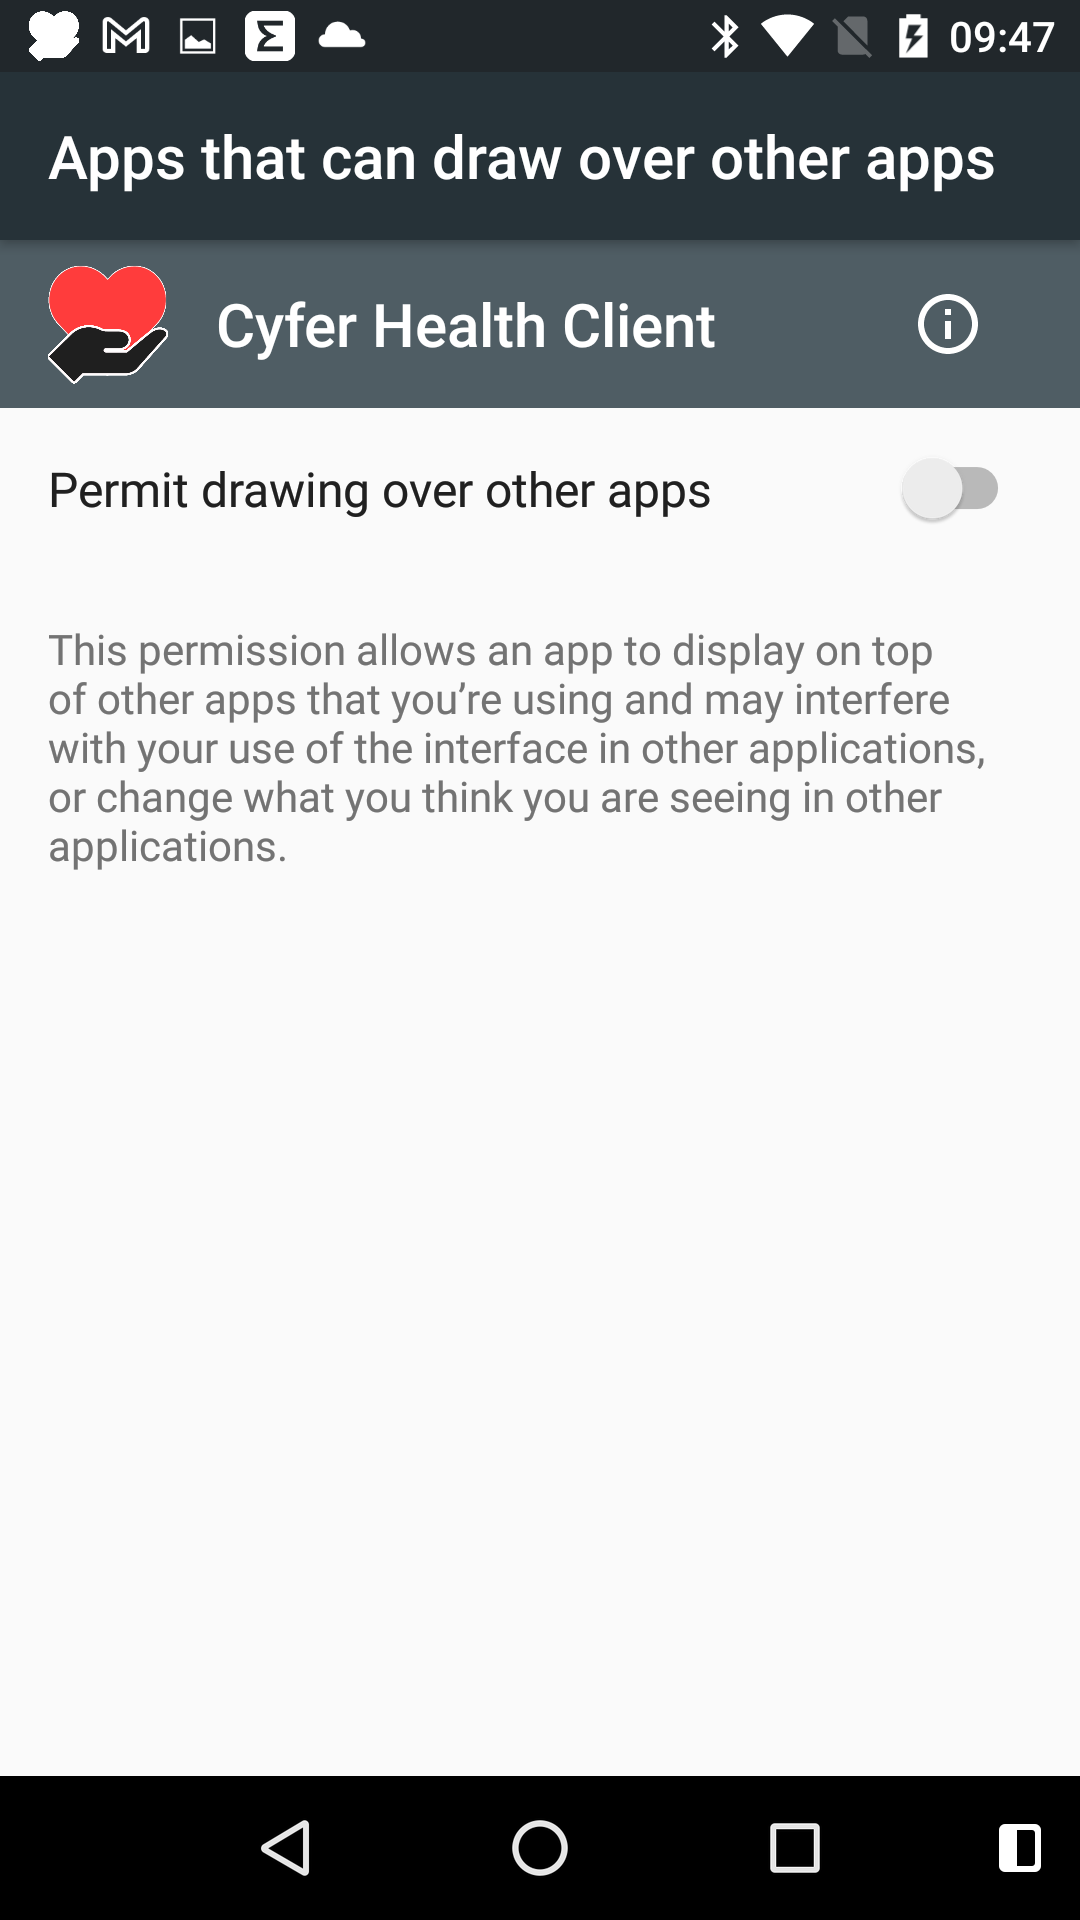 09:47
Apps that can draw over other apps
Cyfer Health Client
Permit drawing over other apps
This permission allows an app to display on top
of other apps that you’re using and may interfere
with your use of the interface in other applications,
or change what you think you are seeing in other
applications.